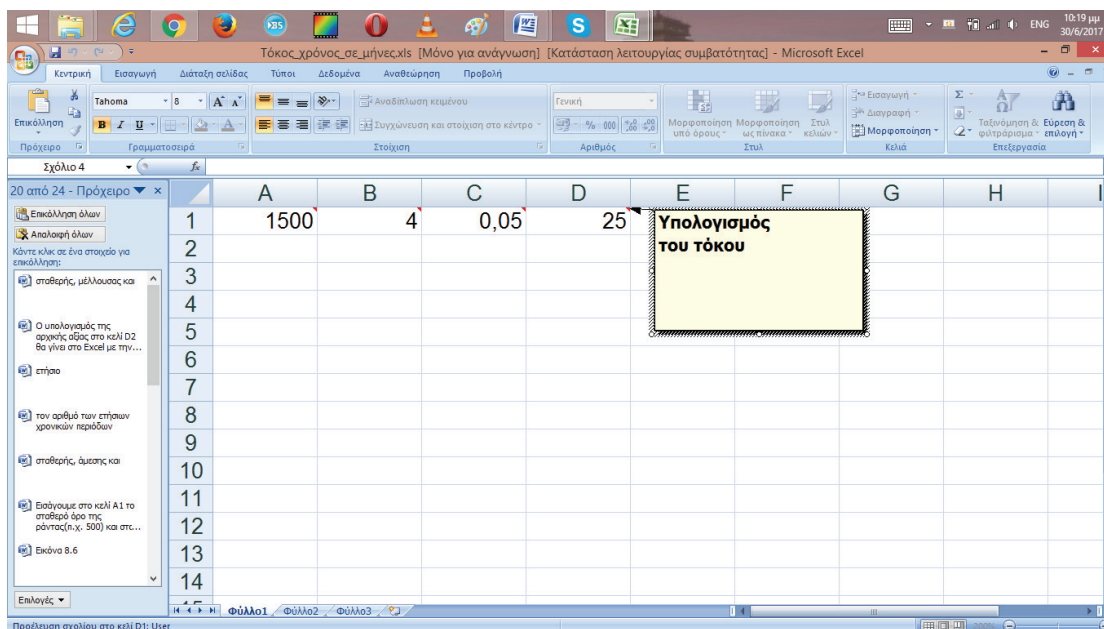 ENG 10:19 μμ
30/6/2017
Τόκος_χρόνος_σε_μήνες.xls [Μόνο για ανάγνωση] [Κατάσταση λειτουργίας συμβατότητας] - Microsoft Excel
Κεντρική Εισαγωγή Διάταξη σελίδας Τύποι Δεδομένα Αναθεώρηση Προβολή
Επικόλληση
Tahoma 8
B I U
Αναδίπλωση κειμένου
Συγχώνευση και στοίχιση στο κέντρο
Γενική
% 000
Μορφοποίηση υπό όρους
Μορφοποίηση ως πίνακα
Στυλ κελιών
Εισαγωγή
Διαγραφή
Μορφοποίηση
Ταξινόμηση & φιλτράρισμα
Εύρεση & επιλογή
Πρόχειρο Γραμματοσειρά Στοίχιση Αριθμός Στυλ Κελιά Επεξεργασία
Σχόλιο 4 fx
20 από 24 - Πρόχειρο
Επικόλληση όλων
Απαλοιφή όλων
Κάντε κλικ σε ένα στοιχείο για
επικόλληση:
σταθερής, μέλλουσας και
Ο υπολογισμός της
αρχικής αξίας στο κελί D2
θα γίνει στο Excel με την...
ετήσιο
τον αριθμό των ετήσιων
χρονικών περιόδων
σταθερής, άμεσης και
Εισάγουμε στο κελί A1 το
σταθερό όρο της
ράντας(π.χ. 500) και στ...
Εικόνα 8.6
Επιλογές
A B C D E F G H I
1 1500 4 0,05 25
Υπολογισμός
του τόκου
2
3
4
5
6
7
8
9
10
11
12
13
14
Φύλλο1 Φύλλο2 Φύλλο3
Προέλευση σχολίου στο κελί D1: User 200%